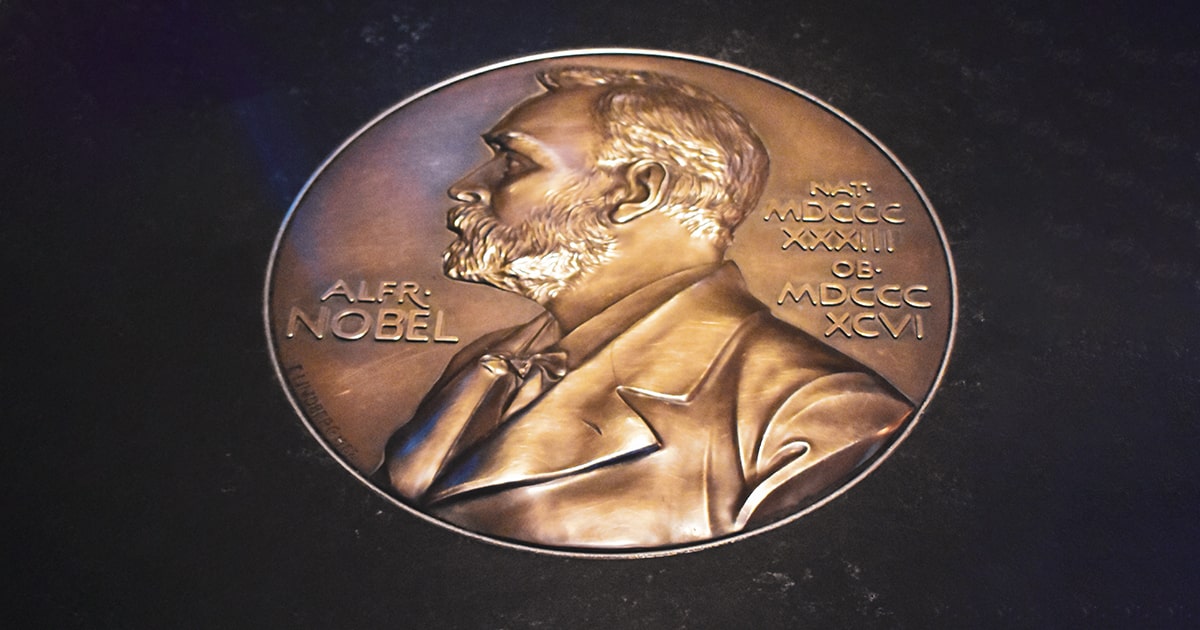 ALFR·
NOBEL
NAT·
MDCCC
XXXIII
OB·
MDCCC
XCVI